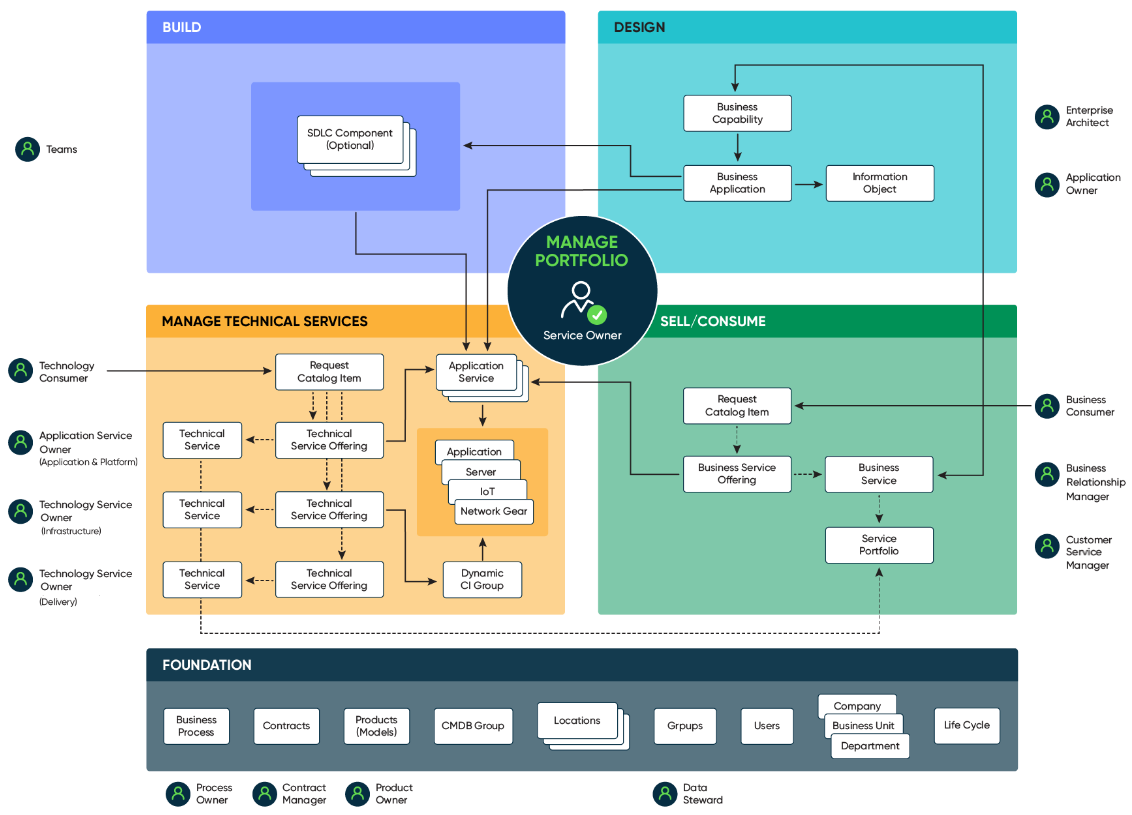 BUILD
Teams
SDLC Component
(Optional)
DESIGN
Business
Capability
Business
Application
Information
Object
Enterprise
Architect
Application
Owner
MANAGE
PORTFOLIO
Service Owner
MANAGE TECHNICAL SERVICES
Technology
Consumer
Application Service
Owner
(Application & Platform)
Technology Service
Owner
(Infrastructure)
Technology Service
Owner
(Delivery)
Request
Catalog Item
Application
Service
Technical
Service
Technical
Service Offering
Application
Server
IoT
Network Gear
Technical
Service
Technical
Service Offering
Technical
Service
Technical
Service Offering
Dynamic
CI Group
SELL/CONSUME
Request
Catalog Item
Business Service
Offering
Business
Service
Service
Portfolio
Business
Consumer
Business
Relationship
Manager
Customer
Service
Manager
FOUNDATION
Business
Process
Contracts
Products
(Models)
CMDB Group
Locations
Grpups
Users
Company
Business Unit
Department
Life Cycle
Process
Owner
Contract
Manager
Product
Owner
Data
Steward